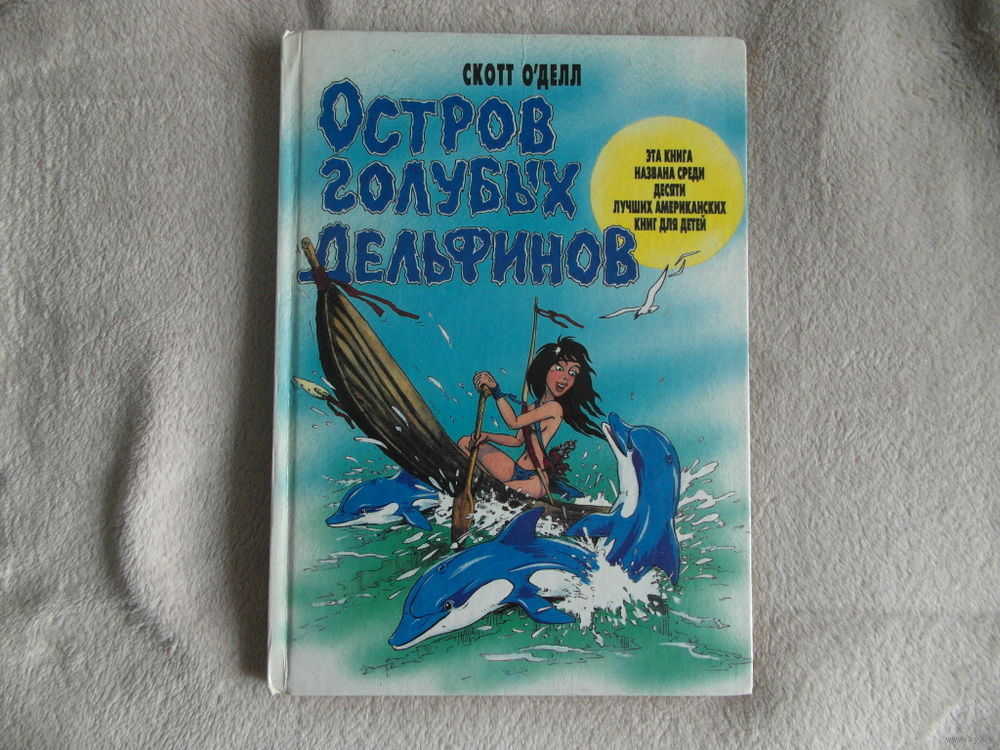 СКОТТ О'ДЕЛЛ
ОСТРОВ
ГОЛУБЫХ
ДЕЛЬФИНОВ
ЭТА КНИГА
НАЗВАНА СРЕДИ
ДЕСЯТИ
ЛУЧШИХ АМЕРИКАНСКИХ
КНИГ ДЛЯ ДЕТЕЙ